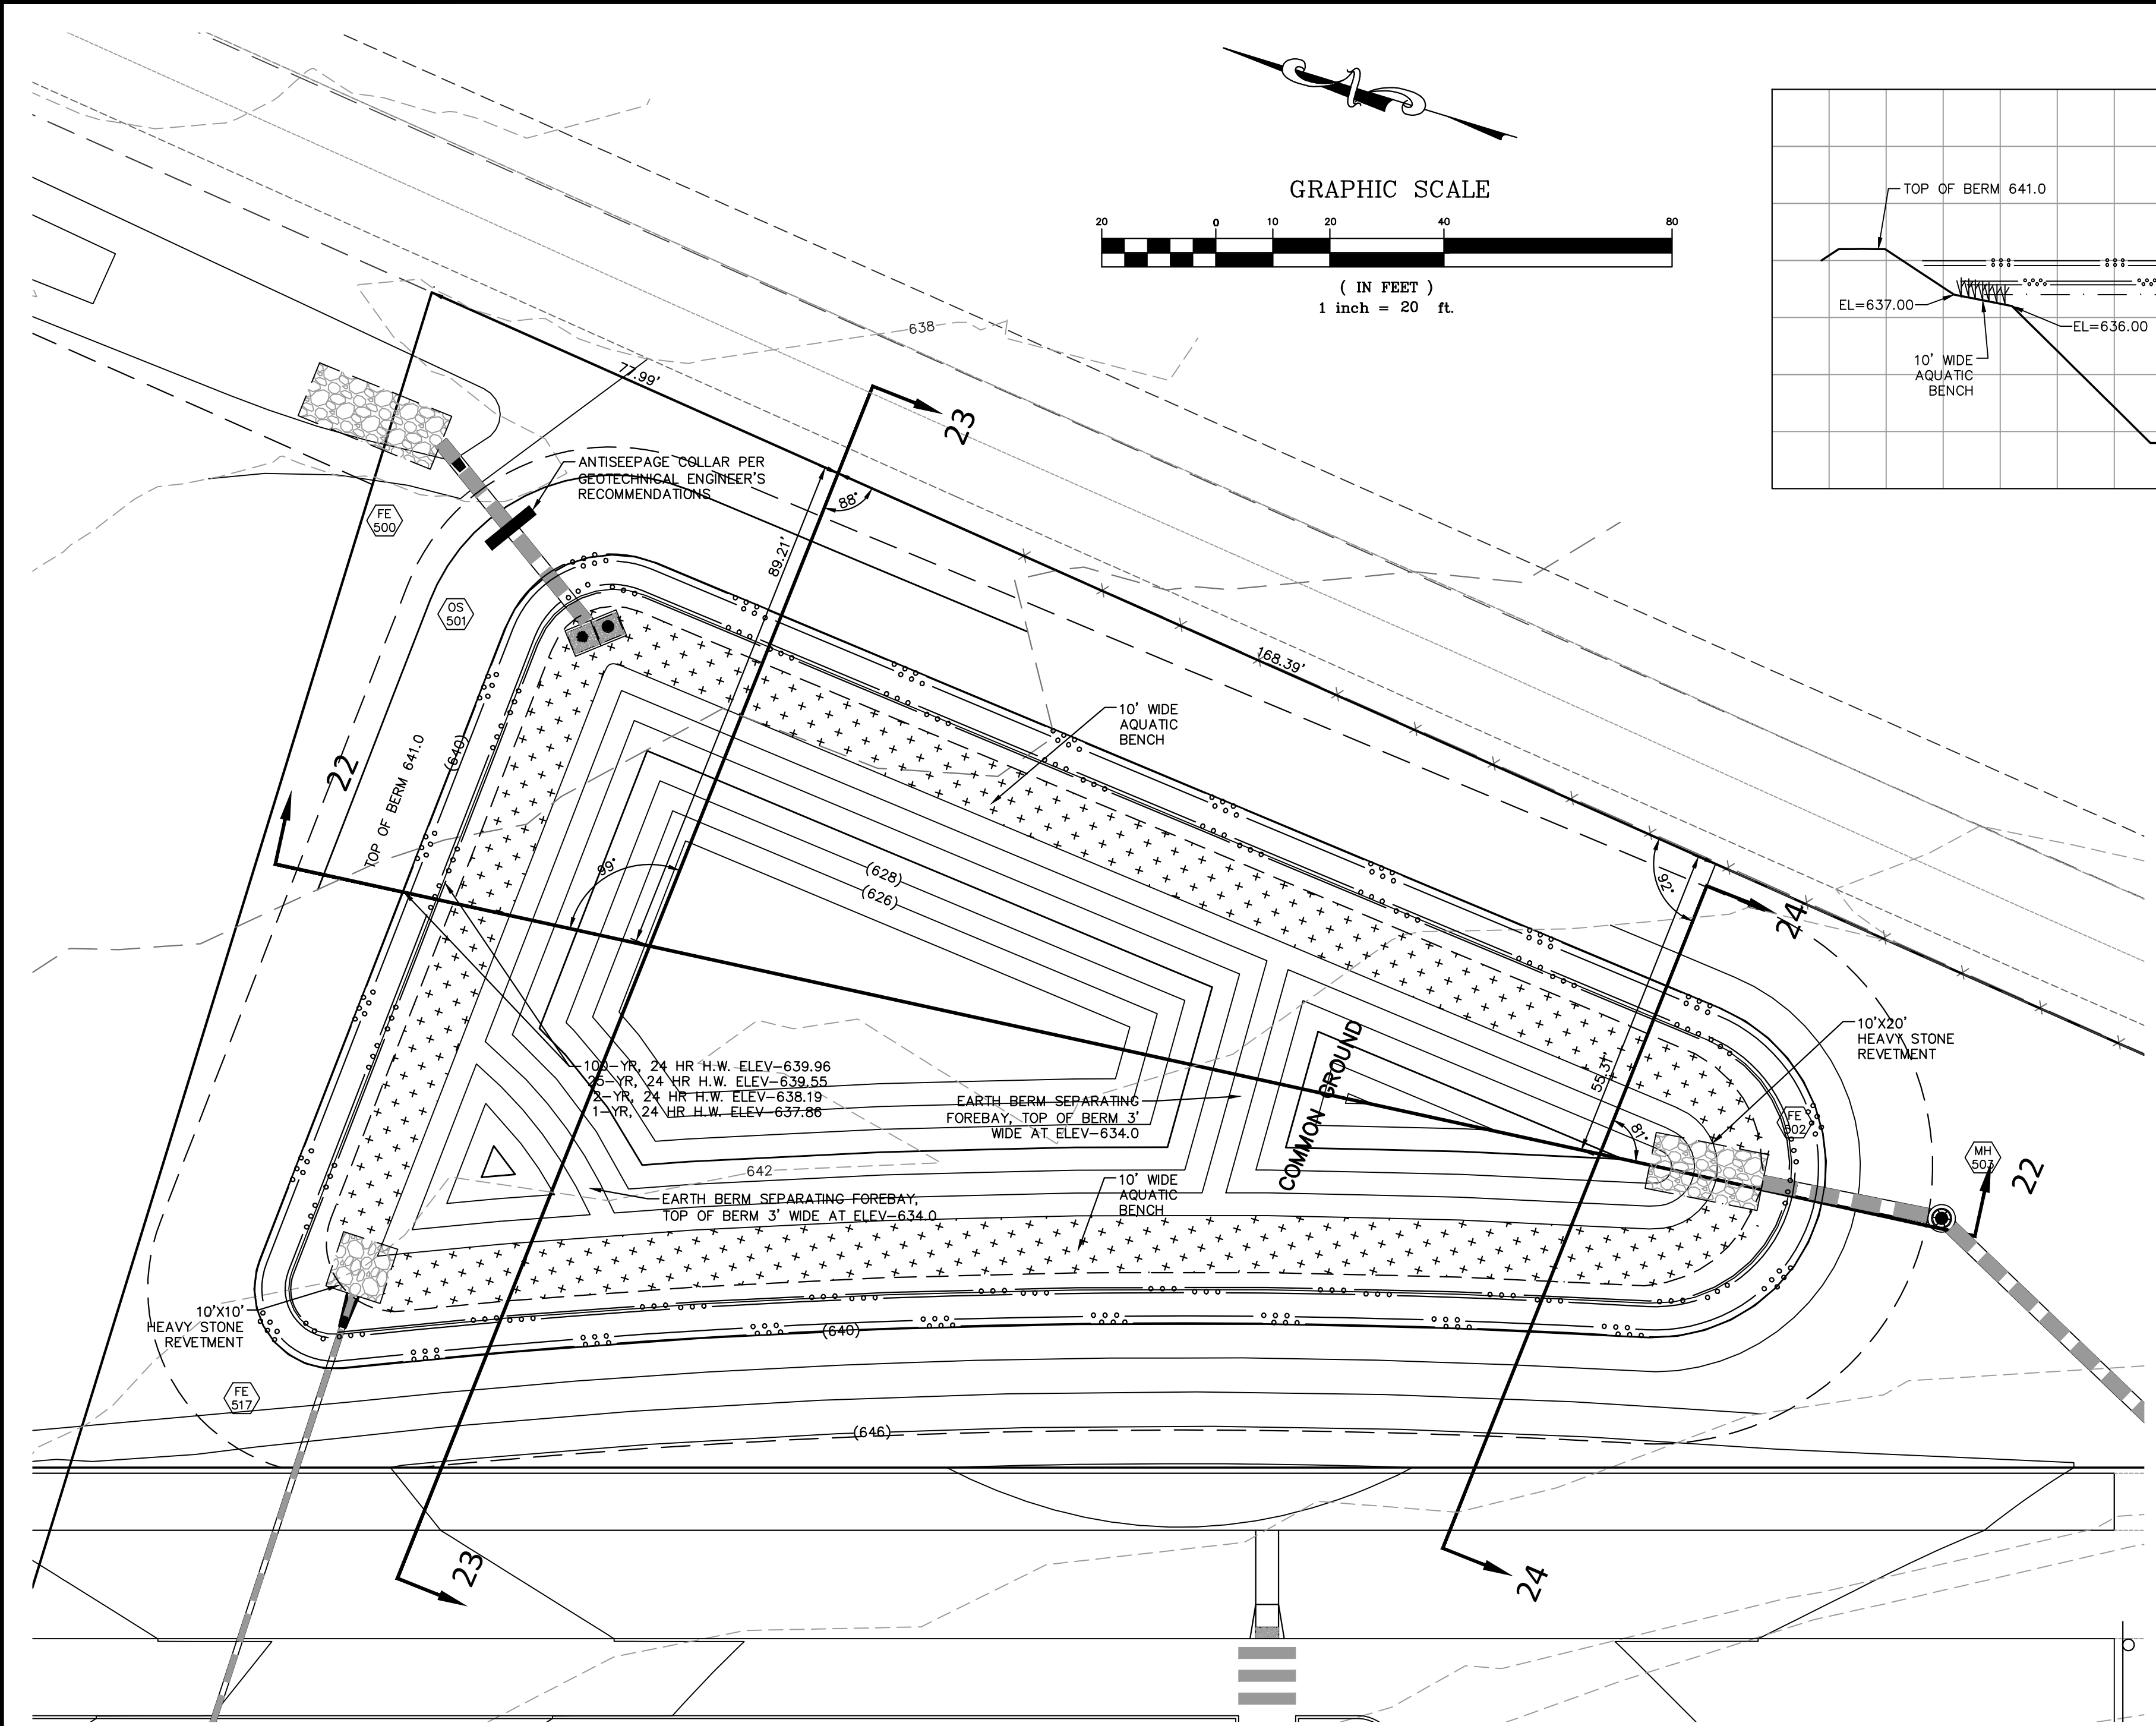 GRAPHIC SCALE
20 0 10 20 40 80
( IN FEET )
1 inch = 20 ft.
TOP OF BERM 641.0
EL=637.00
EL=636.00
10' WIDE
AQUATIC
BENCH
638
77.99'
23
ANTISEEPAGE COLLAR PER
GEOTECHNICAL ENGINEER'S
RECOMMENDATIONS
88°
FE
500
89.21'
OS
501
168.39'
10' WIDE
AQUATIC
BENCH
22
TOP OF BERM 641.0
(640)
99°
(628)
(626)
92°
24
10'X20'
HEAVY STONE
REVETMENT
COMMON GROUND
55.37'
100-YR, 24 HR H.W. ELEV-639.96
25-YR, 24 HR H.W. ELEV-639.55
2-YR, 24 HR H.W. ELEV-638.19
1-YR, 24 HR H.W. ELEV-637.86
EARTH BERM SEPARATING
FOREBAY, TOP OF BERM 3'
WIDE AT ELEV-634.0
81°
FE
502
MH
503
22
642
EARTH BERM SEPARATING FOREBAY,
TOP OF BERM 3' WIDE AT ELEV-634.0
10' WIDE
AQUATIC
BENCH
10'X10'
HEAVY STONE
REVETMENT
(640)
FE
517
(646)
23
24